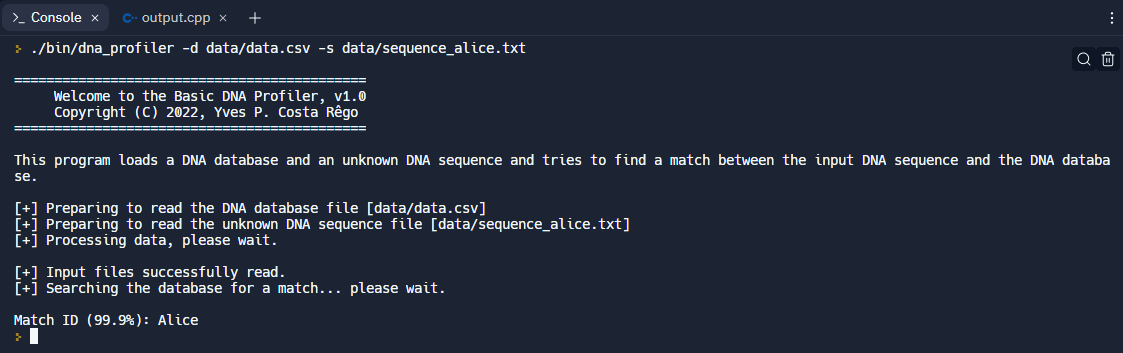 Console × output.cpp × +
./bin/dna_profiler -d data/data.csv -s data/sequence_alice.txt
============================================
Welcome to the Basic DNA Profiler, v1.0
Copyright (C) 2022, Yves P. Costa Rêgo
============================================
This program loads a DNA database and an unknown DNA sequence and tries to find a match between the input DNA sequence and the DNA databa
se.
[+] Preparing to read the DNA database file [data/data.csv]
[+] Preparing to read the unknown DNA sequence file [data/sequence_alice.txt]
[+] Processing data, please wait.
[+] Input files successfully read.
[+] Searching the database for a match... please wait.
Match ID (99.9%): Alice